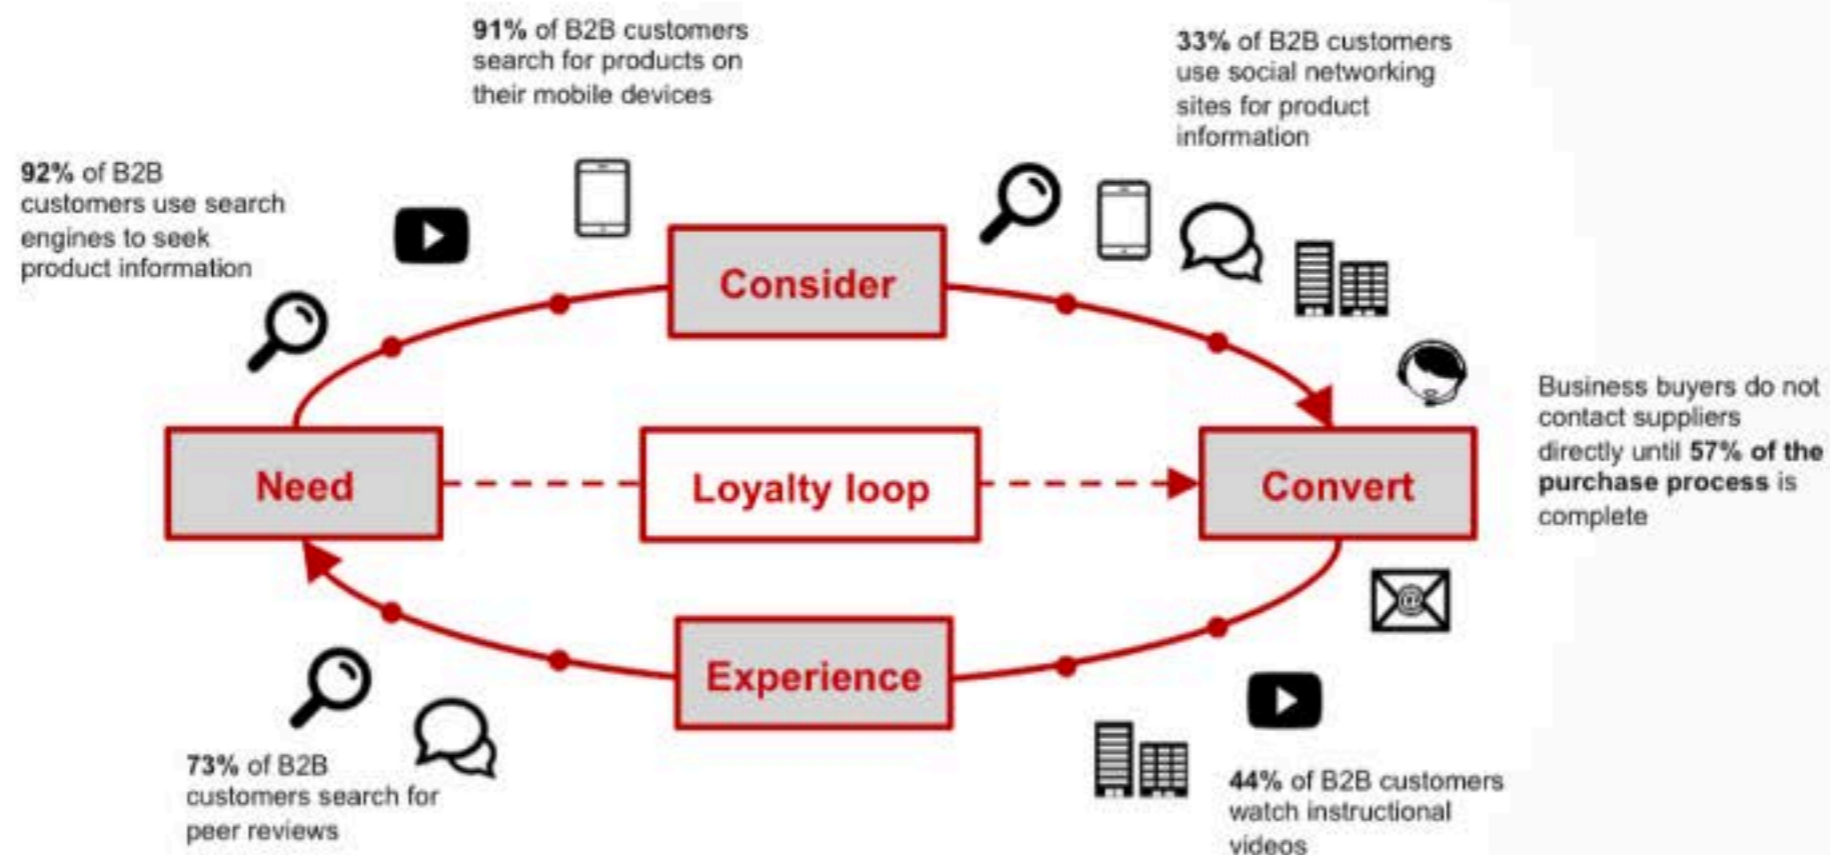 91% of B2B customers
search for products on
their mobile devices
33% of B2B customers
use social networking
sites for product
information
92% of B2B
customers use search
engines to seek
product information
Consider
Business buyers do not
contact suppliers
directly until 57% of the
purchase process is
complete
Need
Loyalty loop
Convert
@
Experience
73% of B2B
customers search for
peer reviews
44% of B2B customers
watch instructional
videos